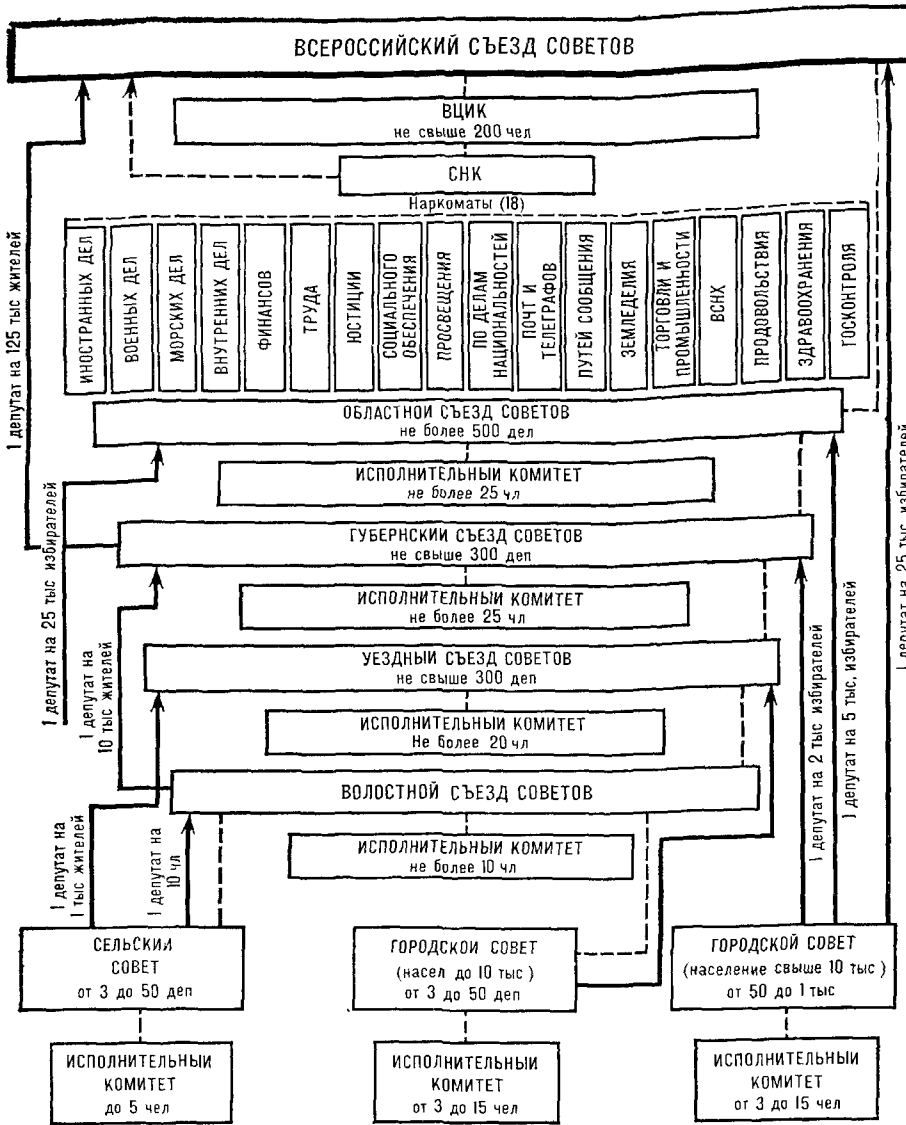 ВСЕРОССИЙСКИЙ СЪЕЗД СОВЕТОВ
ВЦИК
не свыше 200 чел
СНК
Наркоматы (18)
ИНОСТРАННЫХ ДЕЛ
ВОЕННЫХ ДЕЛ
МОРСКИХ ДЕЛ
ВНУТРЕННИХ ДЕЛ
ФИНАНСОВ
ТРУДА
ЮСТИЦИИ
СОЦИАЛЬНОГО
ОБЕСПЕЧЕНИЯ
ПРОСВЕЩЕНИЯ
ПО ДЕЛАМ
НАЦИОНАЛЬНОСТЕЙ
ПОЧТ И
ТЕЛЕГРАФОВ
ПУТЕЙ СООБЩЕНИЯ
ЗЕМЛЕДЕЛИЯ
ТОРГОВЛИ И
ПРОМЫШЛЕННОСТИ
ВСНХ
ПРОДОВОЛЬСТВИЯ
ЗДРАВООХРАНЕНИЯ
ГОСКОНТРОЛЯ
1 депутат на 125 тыс жителей
ОБЛАСТНОЙ СЪЕЗД СОВЕТОВ
не более 500 дел
ИСПОЛНИТЕЛЬНЫЙ КОМИТЕТ
не более 25 чл
1 депутат на 25 тыс избирателей
1 депутат на 25 тыс. избирателей
ГУБЕРНСКИЙ СЪЕЗД СОВЕТОВ
не свыше 300 деп
ИСПОЛНИТЕЛЬНЫЙ КОМИТЕТ
не более 25 чл
1 депутат на
10 тыс жителей
1 депутат на 2 тыс избирателей
1 депутат на 5 тыс, избирателей
УЕЗДНЫЙ СЪЕЗД СОВЕТОВ
не свыше 300 деп
ИСПОЛНИТЕЛЬНЫЙ КОМИТЕТ
Не более 20 чл
ВОЛОСТНОЙ СЪЕЗД СОВЕТОВ
ИСПОЛНИТЕЛЬНЫЙ КОМИТЕТ
не более 10 чл
1 депутат на
1 тыс жителей
1 депутат на
10 чл
СЕЛЬСКИЙ
СОВЕТ
от 3 до 50 деп
ГОРОДСКОЙ СОВЕТ
(насел до 10 тыс)
от 3 до 50 деп
ГОРОДСКОЙ СОВЕТ
(население свыше 10 тыс)
от 50 до 1 тыс
ИСПОЛНИТЕЛЬНЫЙ
КОМИТЕТ
до 5 чел
ИСПОЛНИТЕЛЬНЫЙ
КОМИТЕТ
от 3 до 15 чел
ИСПОЛНИТЕЛЬНЫЙ
КОМИТЕТ
от 3 до 15 чел